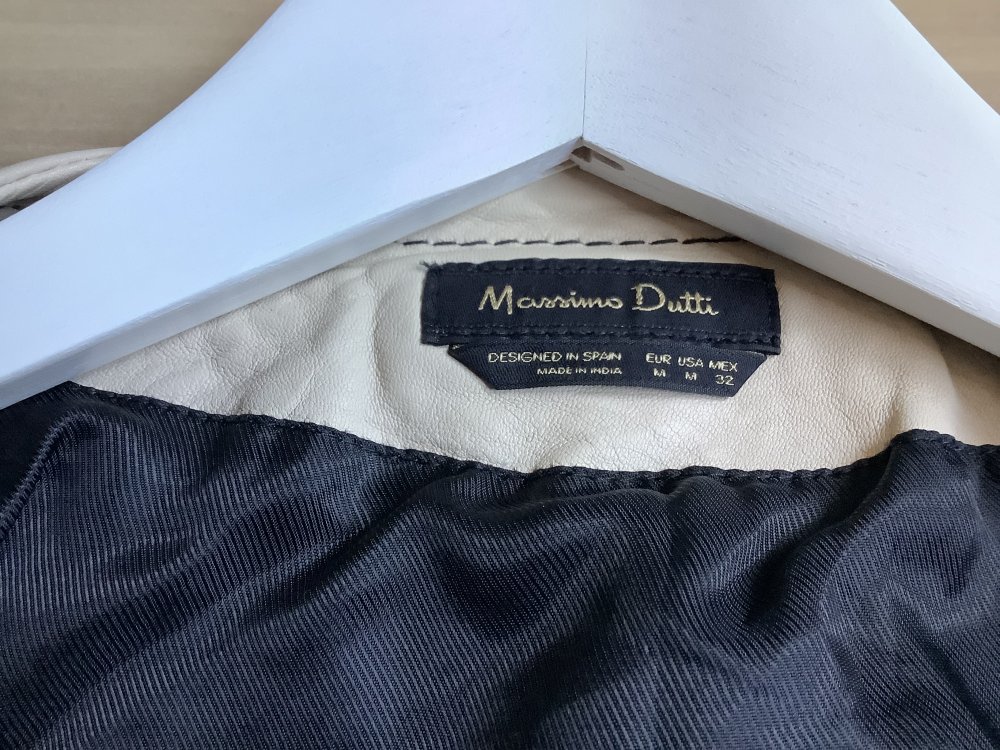 Massimo Dutti
DESIGNED IN SPAIN EUR USA MEX
MADE IN INDIA M M 32